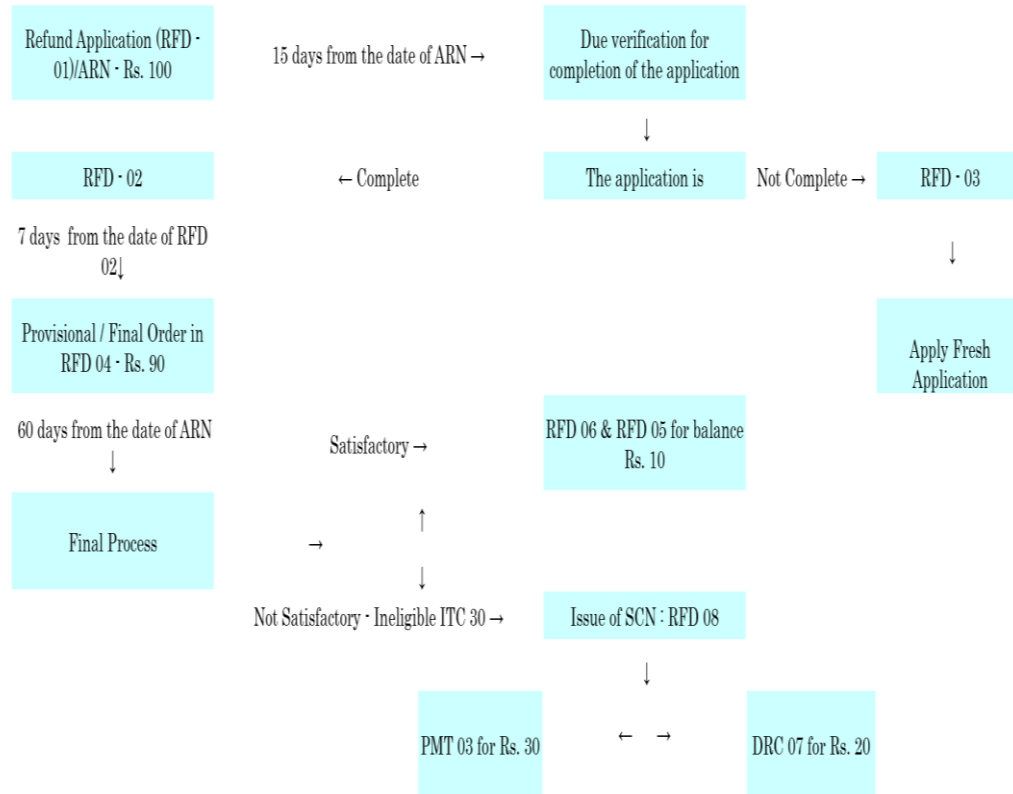 Refund Application (RFD -
01)/ARN - Rs. 100
15 days from the date of ARN →
Due verification for
completion of the application
↓
RFD - 02
← Complete
The application is
Not Complete →
RFD - 03
7 days from the date of RFD
02↓
↓
Provisional / Final Order in
RFD 04 - Rs. 90
Apply Fresh
Application
60 days from the date of ARN
↓
Satisfactory →
RFD 06 & RFD 05 for balance
Rs. 10
↑
Final Process
→
↓
Not Satisfactory - Ineligible ITC 30 →
Issue of SCN : RFD 08
↓
PMT 03 for Rs. 30
← →
DRC 07 for Rs. 20